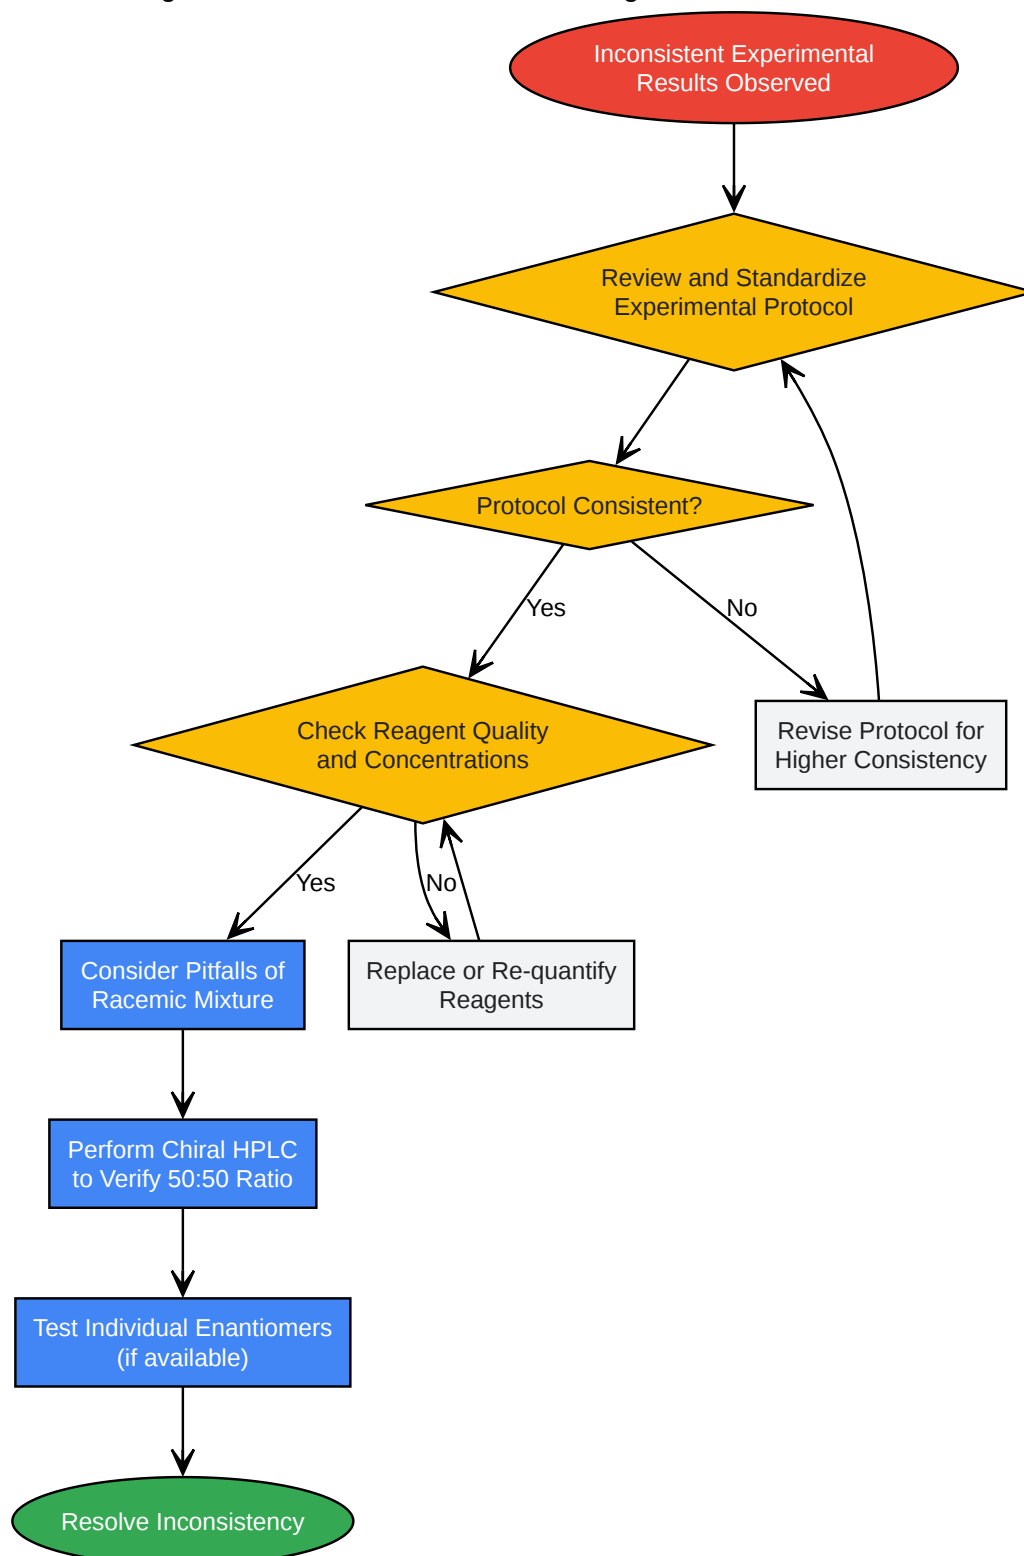 Inconsistent Experimental
Results Observed
Review and Standardize
Experimental Protocol
Protocol Consistent?
Yes
No
Check Reagent Quality
and Concentrations
Revise Protocol for
Higher Consistency
Yes
No
Consider Pitfalls of
Racemic Mixture
Replace or Re-quantify
Reagents
Perform Chiral HPLC
to Verify 50:50 Ratio
Test Individual Enantiomers
(if available)
Resolve Inconsistency